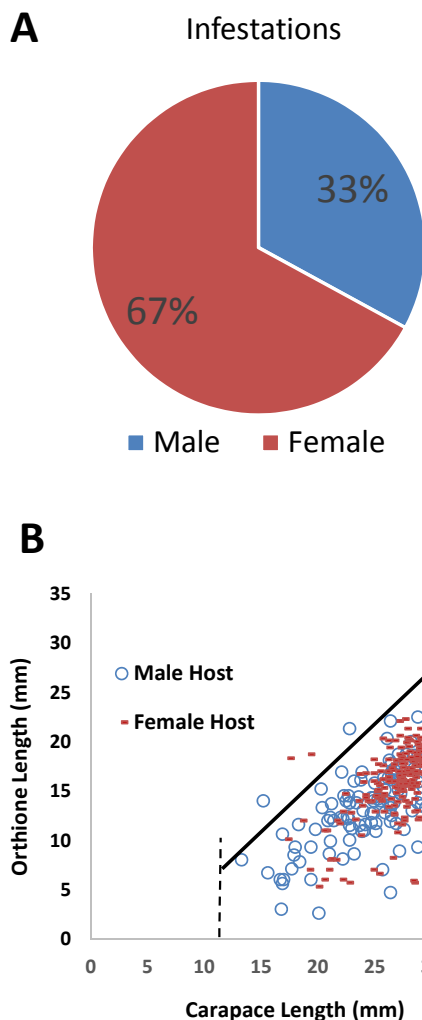 A
Infestations
33%
67%
Male Female
B
35
30
25
20
15
10
5
0
Orthione Length (mm)
Male Host
Female Host
0 5 10 15 20 25
Carapace Length (mm)